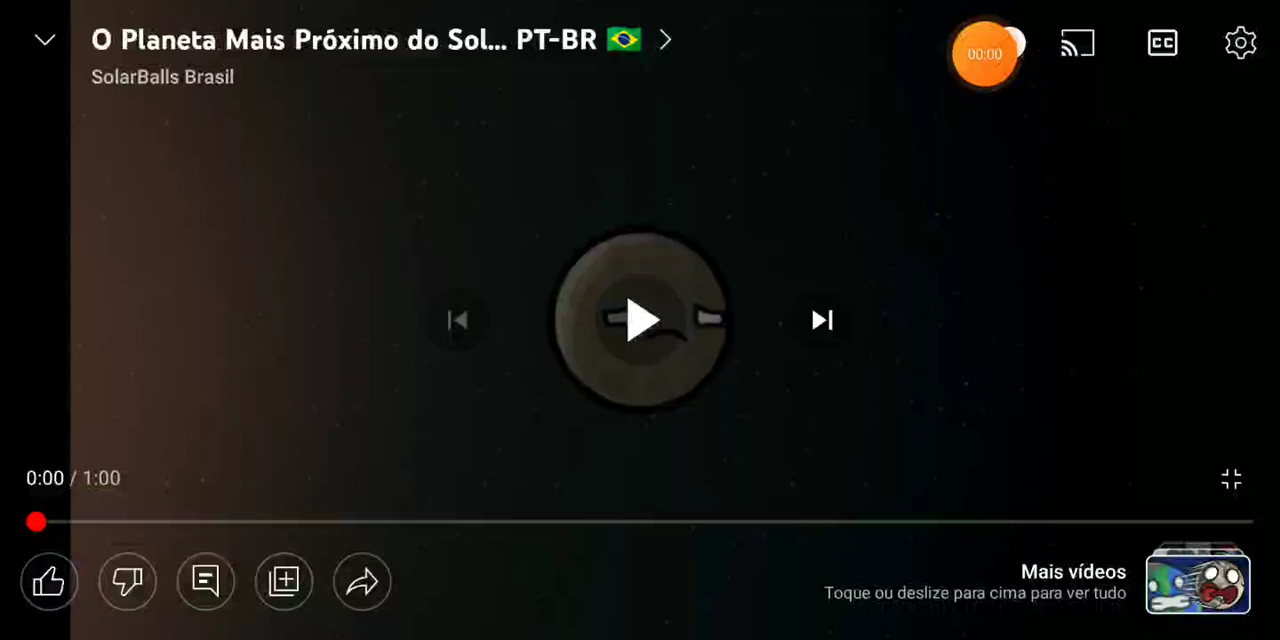 O Planeta Mais Próximo do Sol... PT-BR 🇧🇷
SolarBalls Brasil
00:00
CC
0:00 / 1:00
Mais vídeos
Toque ou deslize para cima para ver tudo